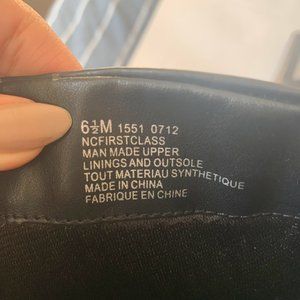 6½M 1551 0712
NCFIRSTCLASS
MAN MADE UPPER
LININGS AND OUTSOLE
TOUT MATERIAU SYNTHETIQUE
MADE IN CHINA
FABRIQUE EN CHINE